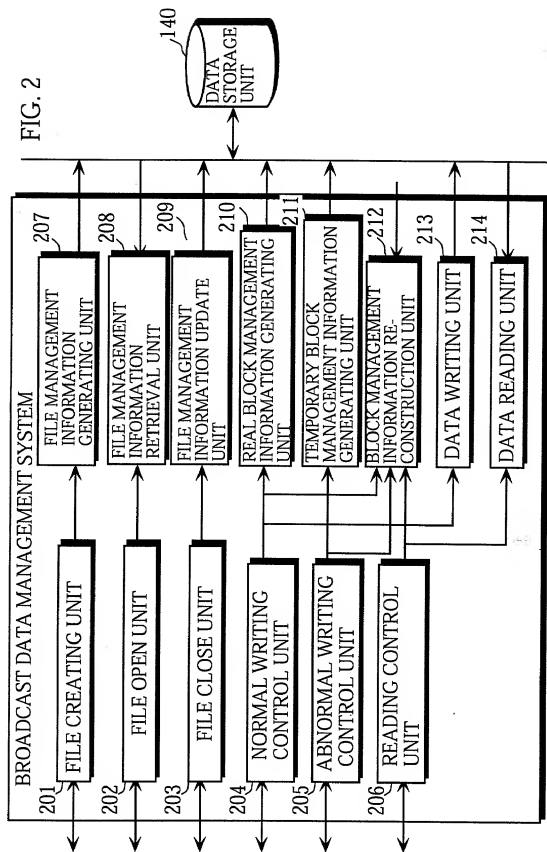 FIG. 2
BROADCAST DATA MANAGEMENT SYSTEM
201
FILE CREATING UNIT
202
FILE OPEN UNIT
203
FILE CLOSE UNIT
204
NORMAL WRITING
CONTROL UNIT
205
ABNORMAL WRITING
CONTROL UNIT
206
READING CONTROL
UNIT
207
FILE MANAGEMENT
INFORMATION
GENERATING UNIT
208
FILE MANAGEMENT
INFORMATION
RETRIEVAL UNIT
209
FILE MANAGEMENT
INFORMATION UPDATE
UNIT
210
REAL BLOCK MANAGEMENT
INFORMATION GENERATING
UNIT
211
TEMPORARY BLOCK
MANAGEMENT INFORMATION
GENERATING UNIT
212
BLOCK MANAGEMENT
INFORMATION RE-
CONSTRUCTION UNIT
213
DATA WRITING UNIT
214
DATA READING UNIT
140
DATA
STORAGE
UNIT